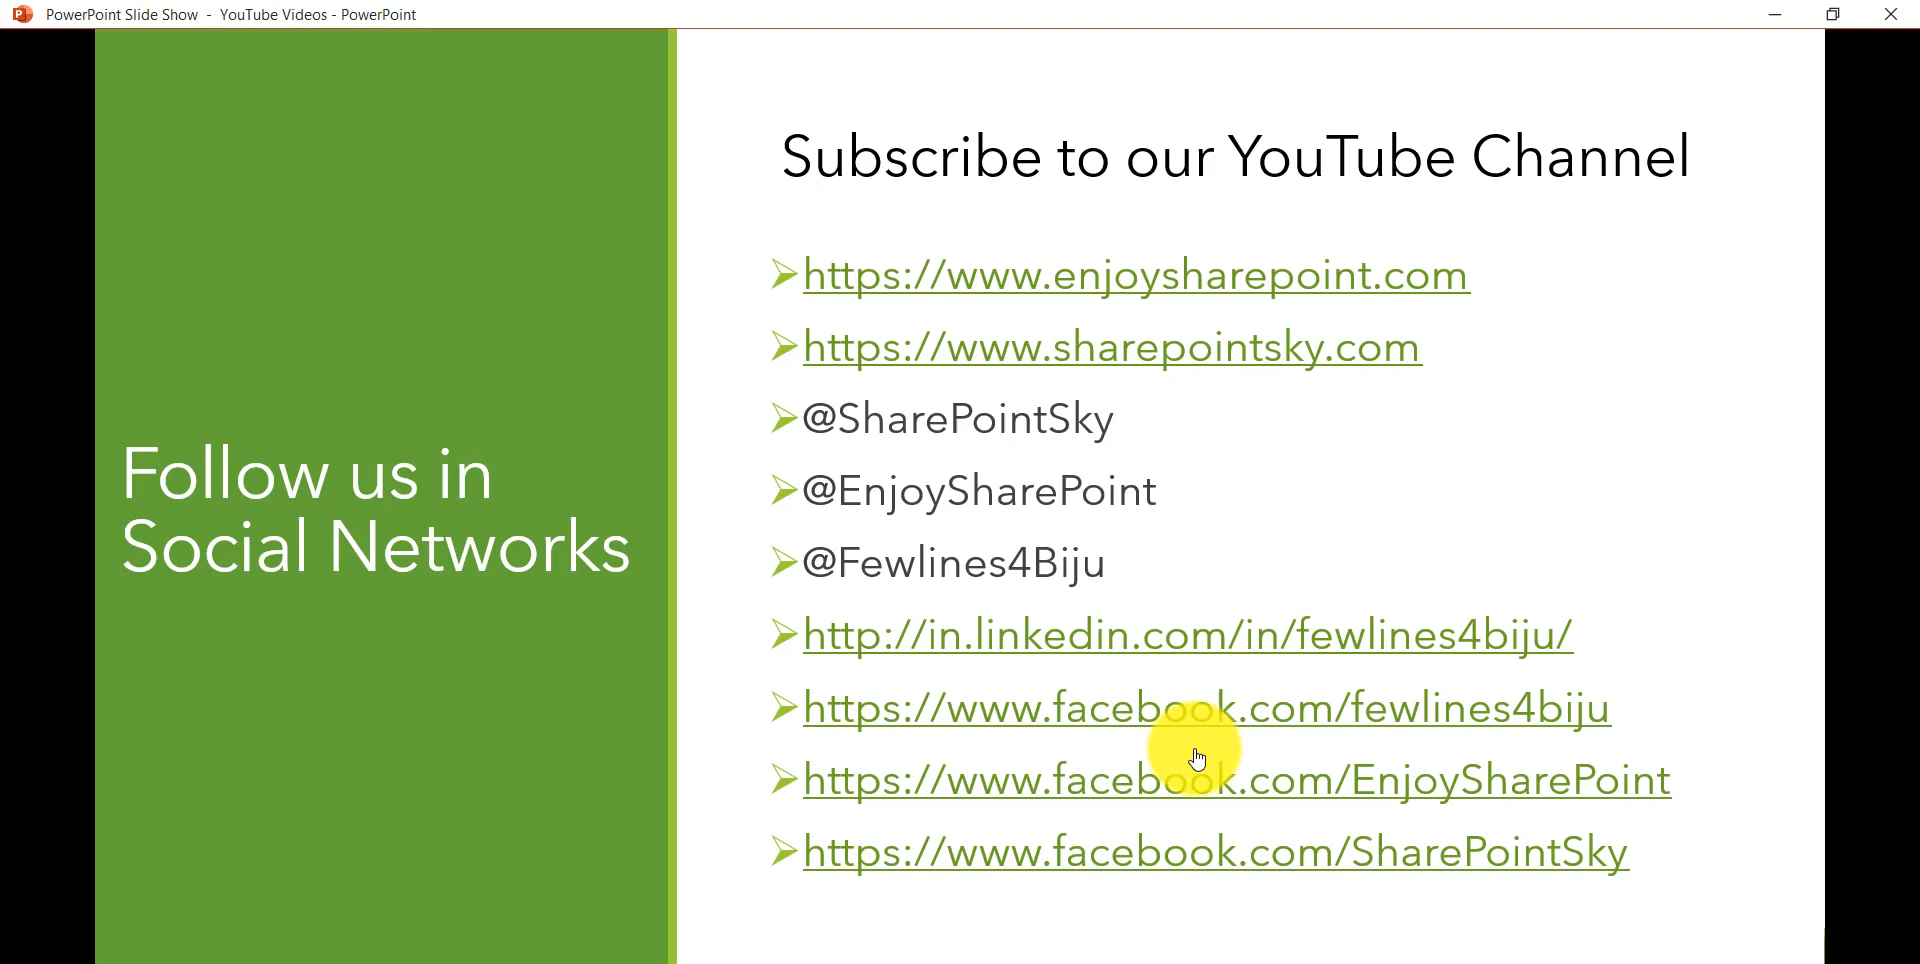 PowerPoint Slide Show - YouTube Videos - PowerPoint
Follow us in
Social Networks
Subscribe to our YouTube Channel
https://www.enjoysharepoint.com
https://www.sharepointsky.com
@SharePointSky
@EnjoySharePoint
@Fewlines4Biju
http://in.linkedin.com/in/fewlines4biju/
https://www.facebook.com/fewlines4biju
https://www.facebook.com/EnjoySharePoint
https://www.facebook.com/SharePointSky